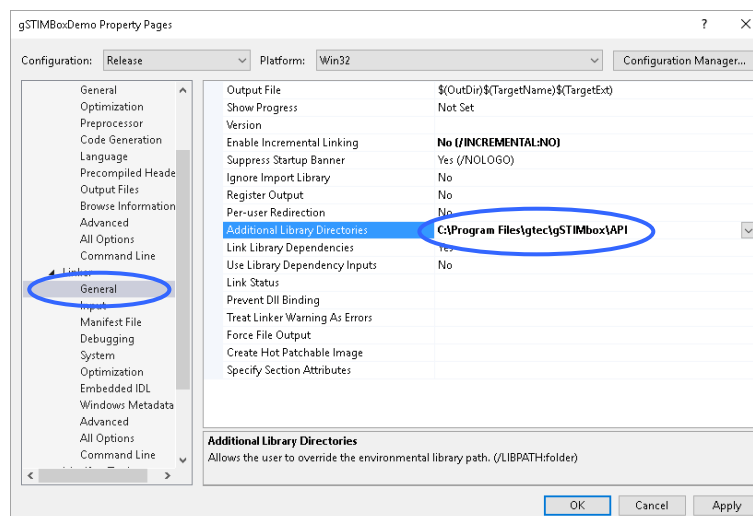 gSTIMBoxDemo Property Pages
? X
Configuration: Release Platform: Win32 Configuration Manager...
General
Optimization
Preprocessor
Code Generation
Language
Precompiled Heade
Output Files
Browse Information
Advanced
All Options
Command Line
Linker
General
Input
Manifest File
Debugging
System
Optimization
Embedded IDL
Windows Metadata
Advanced
All Options
Command Line
Output File $(OutDir)$(TargetName)$(TargetExt)
Show Progress Not Set
Version
Enable Incremental Linking No (/INCREMENTAL:NO)
Suppress Startup Banner Yes (/NOLOGO)
Ignore Import Library No
Register Output No
Per-user Redirection No
Additional Library Directories C:\Program Files\gtec\gSTIMbox\API
Link Library Dependencies Yes
Use Library Dependency Inputs No
Link Status
Prevent Dll Binding
Treat Linker Warning As Errors
Force File Output
Create Hot Patchable Image
Specify Section Attributes
Additional Library Directories
Allows the user to override the environmental library path. (/LIBPATH:folder)
OK Cancel Apply